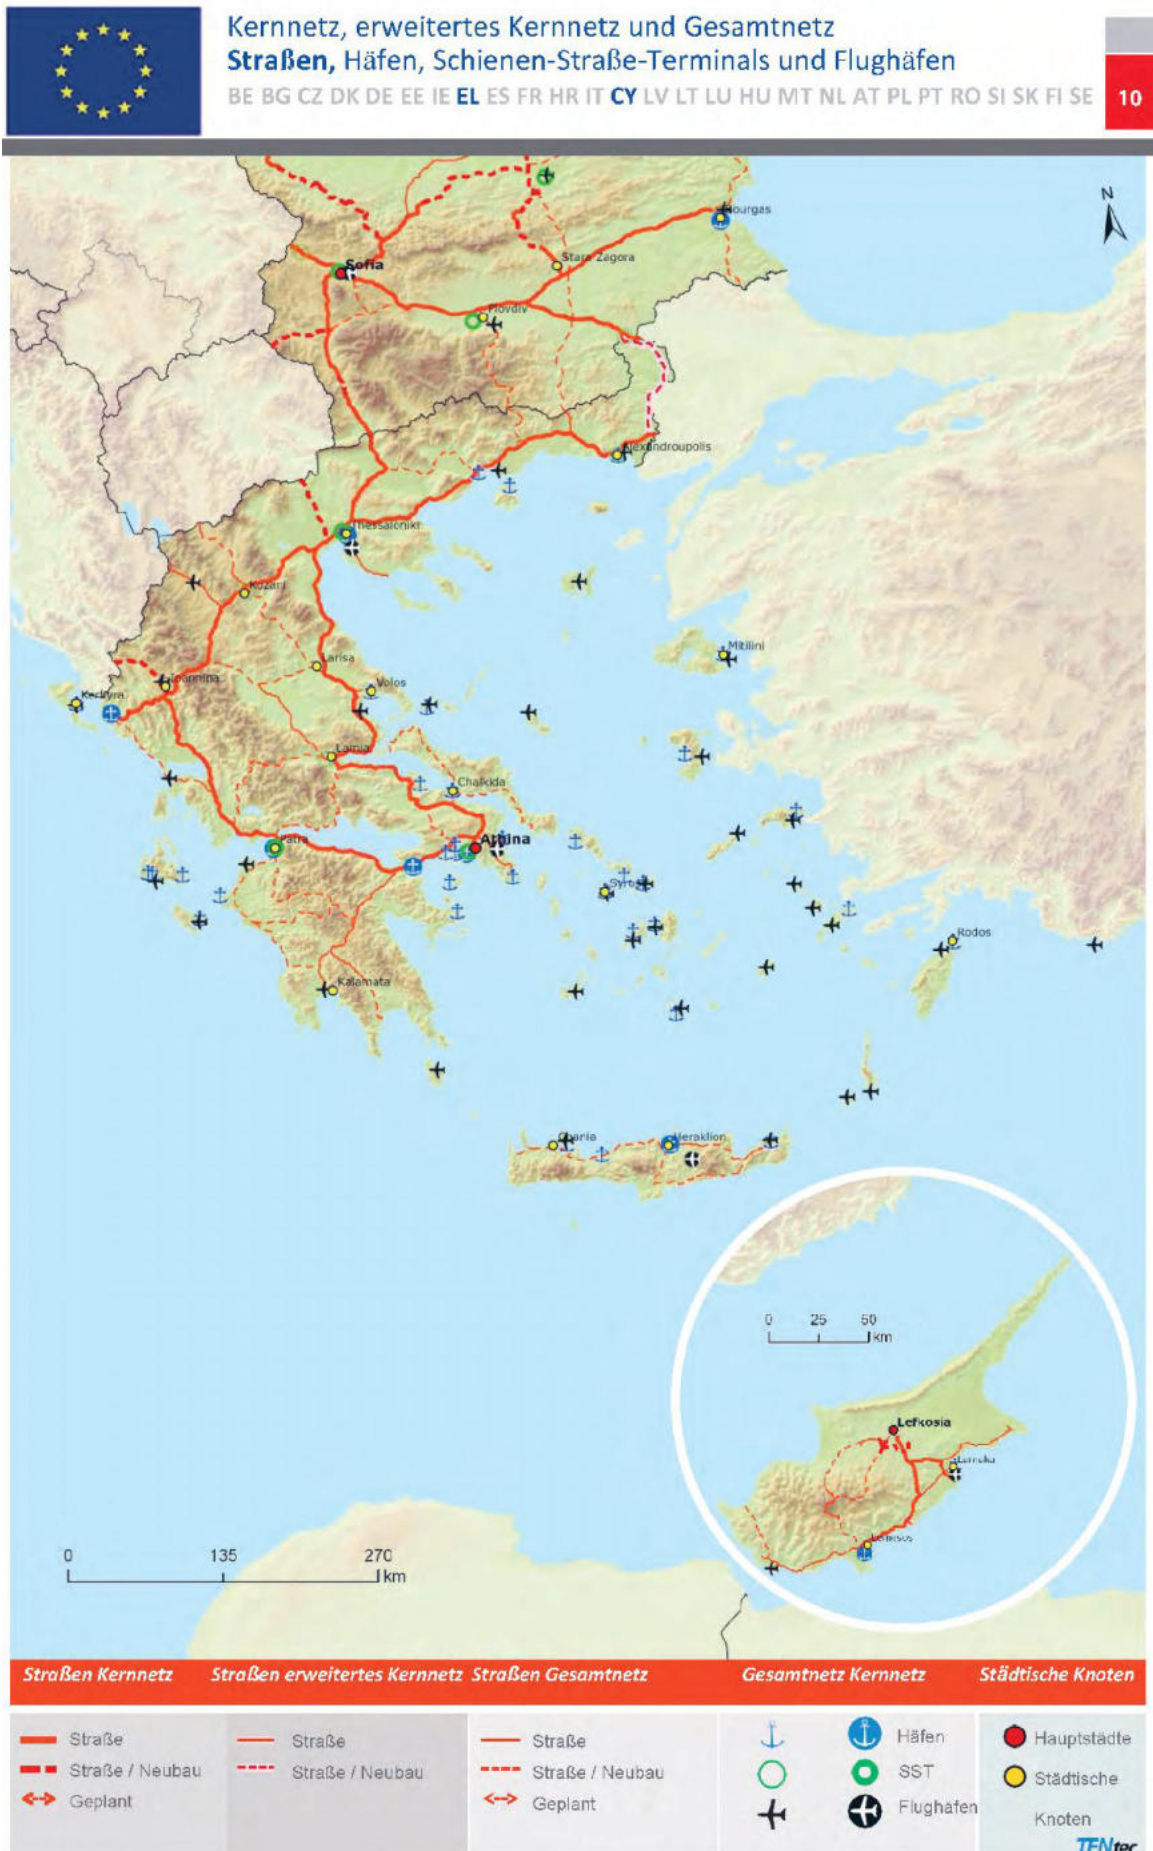 Kernnetz, erweitertes Kernnetz und Gesamtnetz
Straßen, Häfen, Schienen-Straße-Terminals und Flughäfen
BE BG CZ DK DE EE IE EL ES FR HR IT CY LV LT LU HU MT NL AT PL PT RO SI SK FI SE
10
N
Bourgas
Sofia
Stara Zagora
Plovdiv
Alexandroupolis
Thessaloniki
Kozani
Mitilini
Larisa
Ioannina
Kerkyra
Volos
Lamia
Chalkida
Patra
Athina
Syros
Rodos
Kalamata
Chania
Heraklion
0 25 50
km
Lefkosia
Larnaka
Lemesos
0 135 270
km
Straßen Kernnetz Straßen erweitertes Kernnetz Straßen Gesamtnetz Gesamtnetz Kernnetz Städtische Knoten
Straße Straße Straße Häfen Hauptstädte
Straße / Neubau Straße / Neubau Straße / Neubau SST Städtische
Geplant Geplant Flughäfen Knoten
TENtec